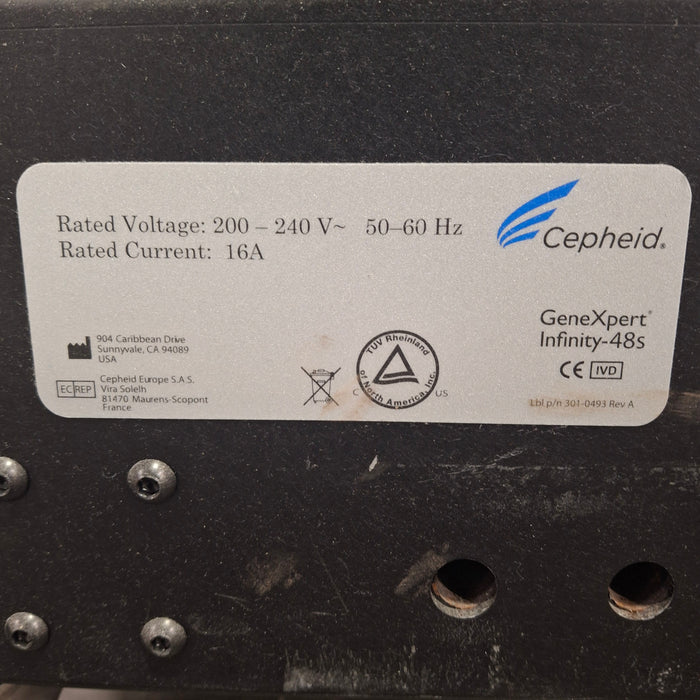 Rated Voltage: 200 – 240 V~ 50–60 Hz
Rated Current: 16A
Cepheid®
GeneXpert®
Infinity-48s
CE IVD
904 Caribbean Drive
Sunnyvale, CA 94089
USA
EC REP
Cepheid Europe S.A.S.
Vira Solelh
81470 Maurens-Scopont
France
TUV Rheinland
of North America, Inc.
C US
Lbl p/n 301-0493 Rev A